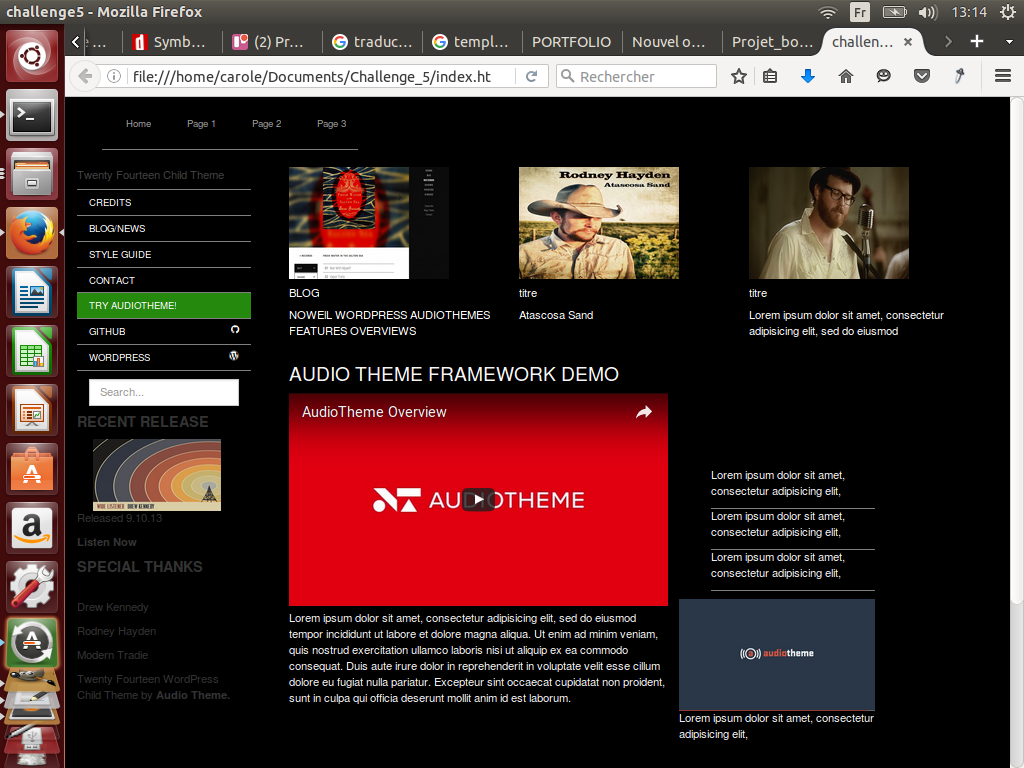 challenge5 - Mozilla Firefox
Fr
13:14
e ...
Symb...
(2) Pr...
traduc...
templ...
PORTFOLIO
Nouvel o...
Projet_bo...
challen...
file:///home/carole/Documents/Challenge_5/index.ht
Rechercher
Home
Page 1
Page 2
Page 3
Twenty Fourteen Child Theme
CREDITS
BLOG/NEWS
STYLE GUIDE
CONTACT
TRY AUDIOTHEME!
GITHUB
WORDPRESS
Search...
RECENT RELEASE
WIRE LISTENER DREW KENNEDY
Released 9.10.13
Listen Now
SPECIAL THANKS
Drew Kennedy
Rodney Hayden
Modern Tradie
Twenty Fourteen WordPress
Child Theme by Audio Theme.
BLOG
NOWEIL WORDPRESS AUDIOTHEMES
FEATURES OVERVIEWS
Rodney Hayden
Atascosa Sand
titre
Atascosa Sand
titre
Lorem ipsum dolor sit amet, consectetur
adipisicing elit, sed do eiusmod
AUDIO THEME FRAMEWORK DEMO
AudioTheme Overview
AUDIOTHEME
Lorem ipsum dolor sit amet, consectetur adipisicing elit, sed do eiusmod
tempor incididunt ut labore et dolore magna aliqua. Ut enim ad minim veniam,
quis nostrud exercitation ullamco laboris nisi ut aliquip ex ea commodo
consequat. Duis aute irure dolor in reprehenderit in voluptate velit esse cillum
dolore eu fugiat nulla pariatur. Excepteur sint occaecat cupidatat non proident,
sunt in culpa qui officia deserunt mollit anim id est laborum.
Lorem ipsum dolor sit amet,
consectetur adipisicing elit,
Lorem ipsum dolor sit amet,
consectetur adipisicing elit,
Lorem ipsum dolor sit amet,
consectetur adipisicing elit,
audiotheme
Lorem ipsum dolor sit amet, consectetur
adipisicing elit,